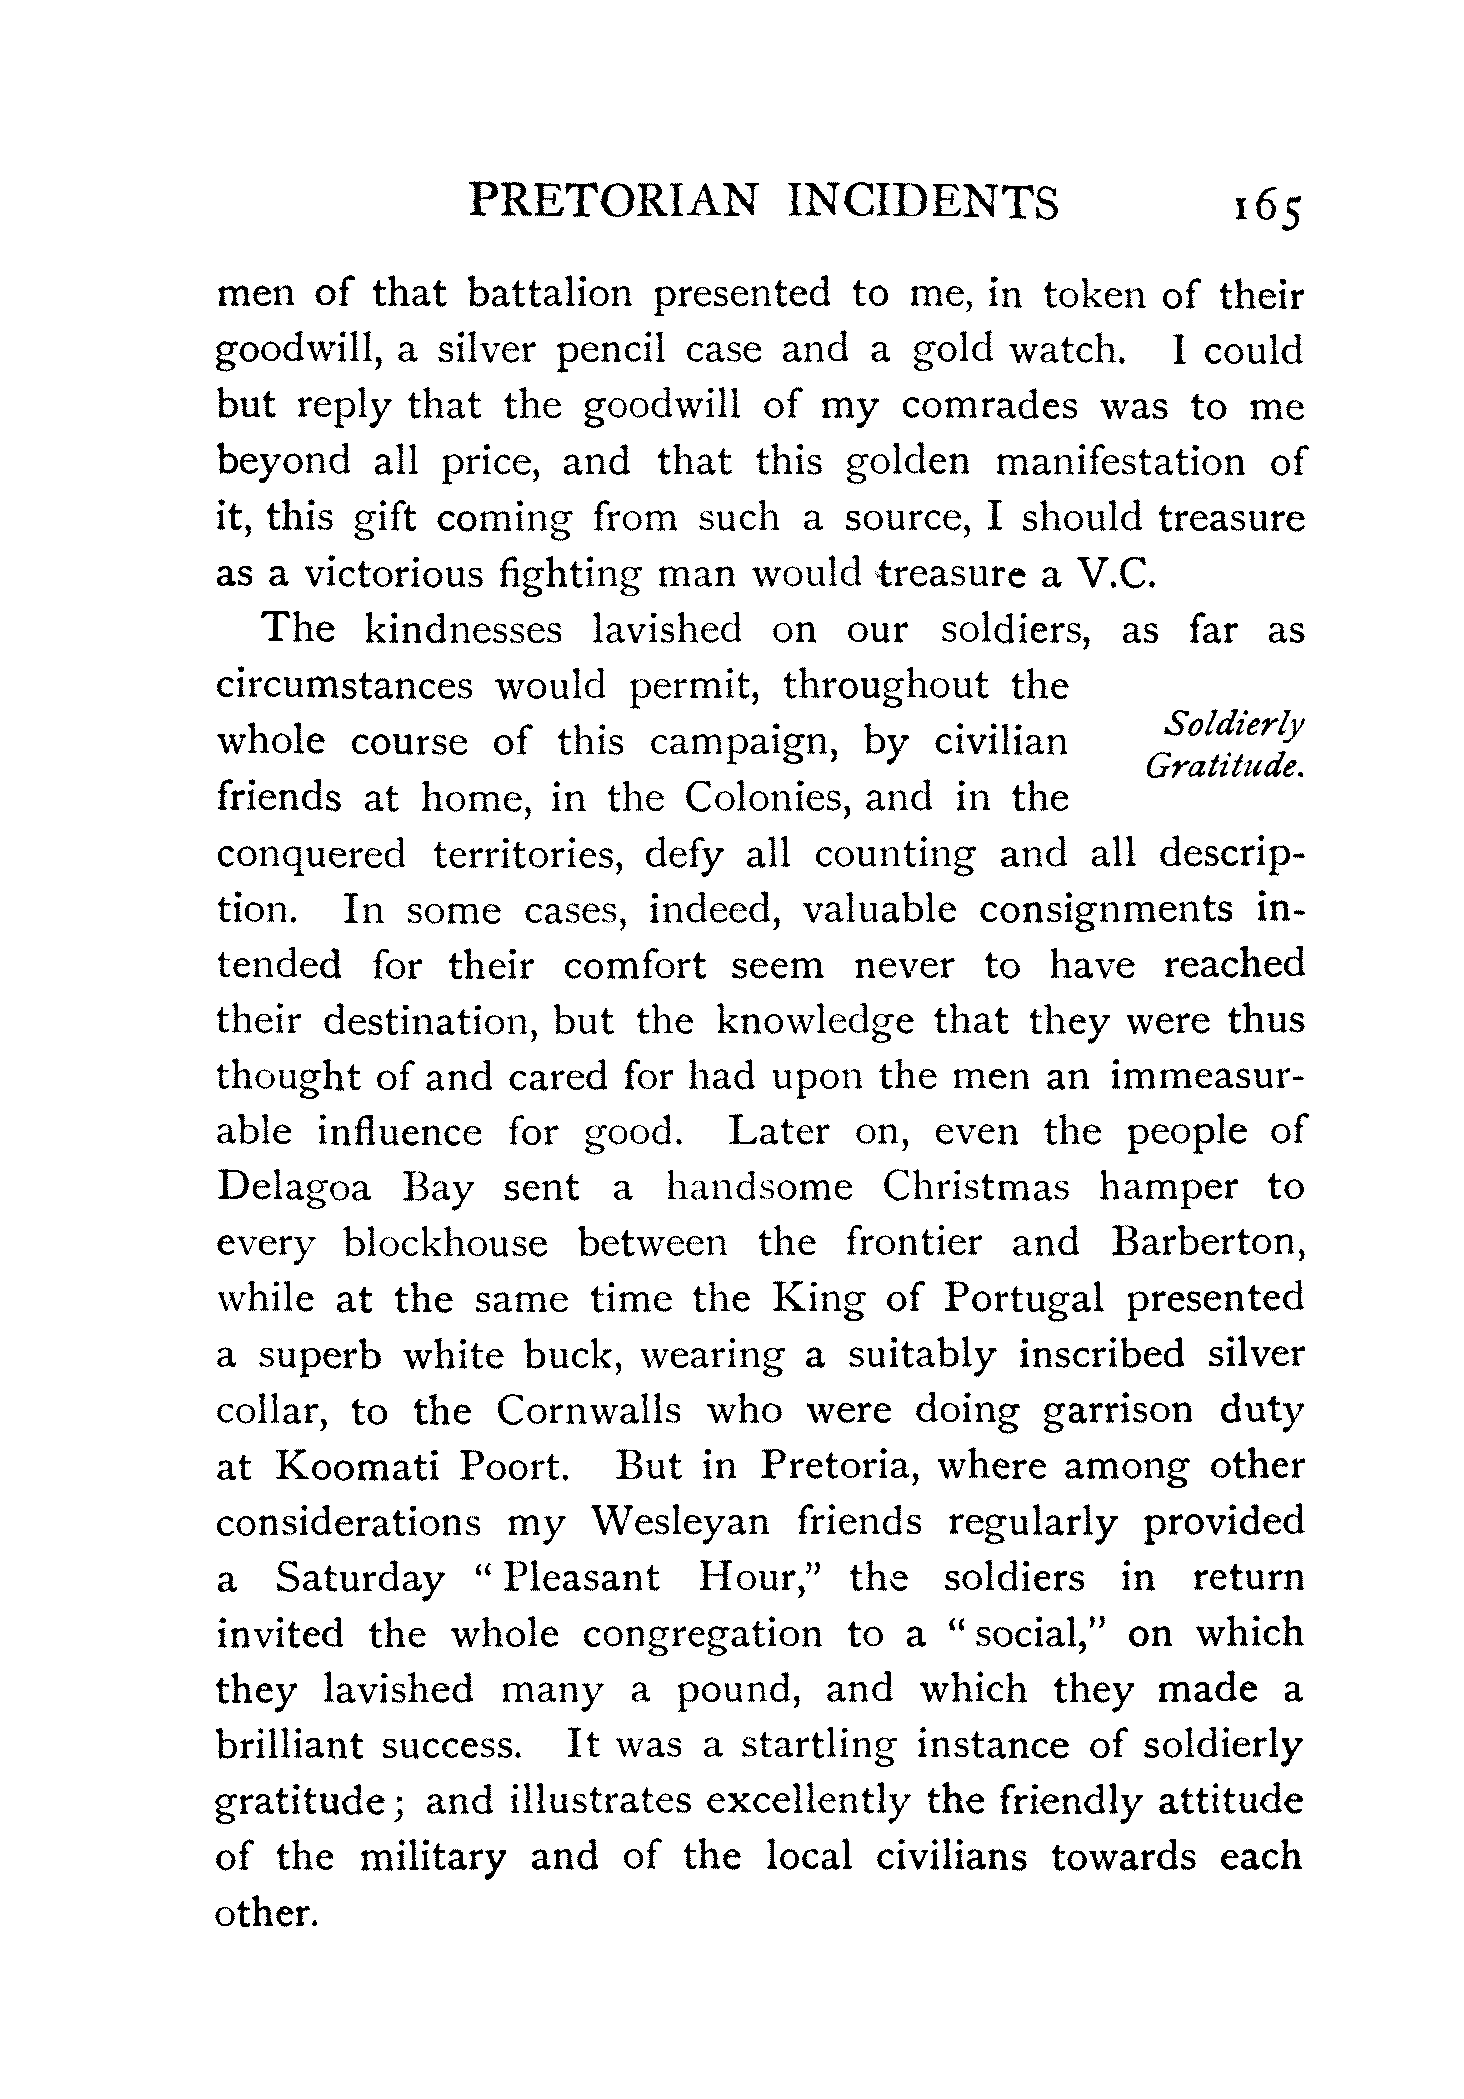 PRETORIAN INCIDENTS 165
men of that battalion presented to me, in token of their
goodwill, a silver pencil case and a gold watch. I could
but reply that the goodwill of my comrades was to me
beyond all price, and that this golden manifestation of
it, this gift coming from such a source, I should treasure
as a victorious fighting man would treasure a V.C.
The kindnesses lavished on our soldiers, as far as
circumstances would permit, throughout the
whole course of this campaign, by civilian
friends at home, in the Colonies, and in the
Soldierly
Gratitude.
conquered territories, defy all counting and all descrip-
tion. In some cases, indeed, valuable consignments in-
tended for their comfort seem never to have reached
their destination, but the knowledge that they were thus
thought of and cared for had upon the men an immeasur-
able influence for good. Later on, even the people of
Delagoa Bay sent a handsome Christmas hamper to
every blockhouse between the frontier and Barberton,
while at the same time the King of Portugal presented
a superb white buck, wearing a suitably inscribed silver
collar, to the Cornwalls who were doing garrison duty
at Koomati Poort. But in Pretoria, where among other
considerations my Wesleyan friends regularly provided
a Saturday “Pleasant Hour,” the soldiers in return
invited the whole congregation to a “social,” on which
they lavished many a pound, and which they made a
brilliant success. It was a startling instance of soldierly
gratitude; and illustrates excellently the friendly attitude
of the military and of the local civilians towards each
other.